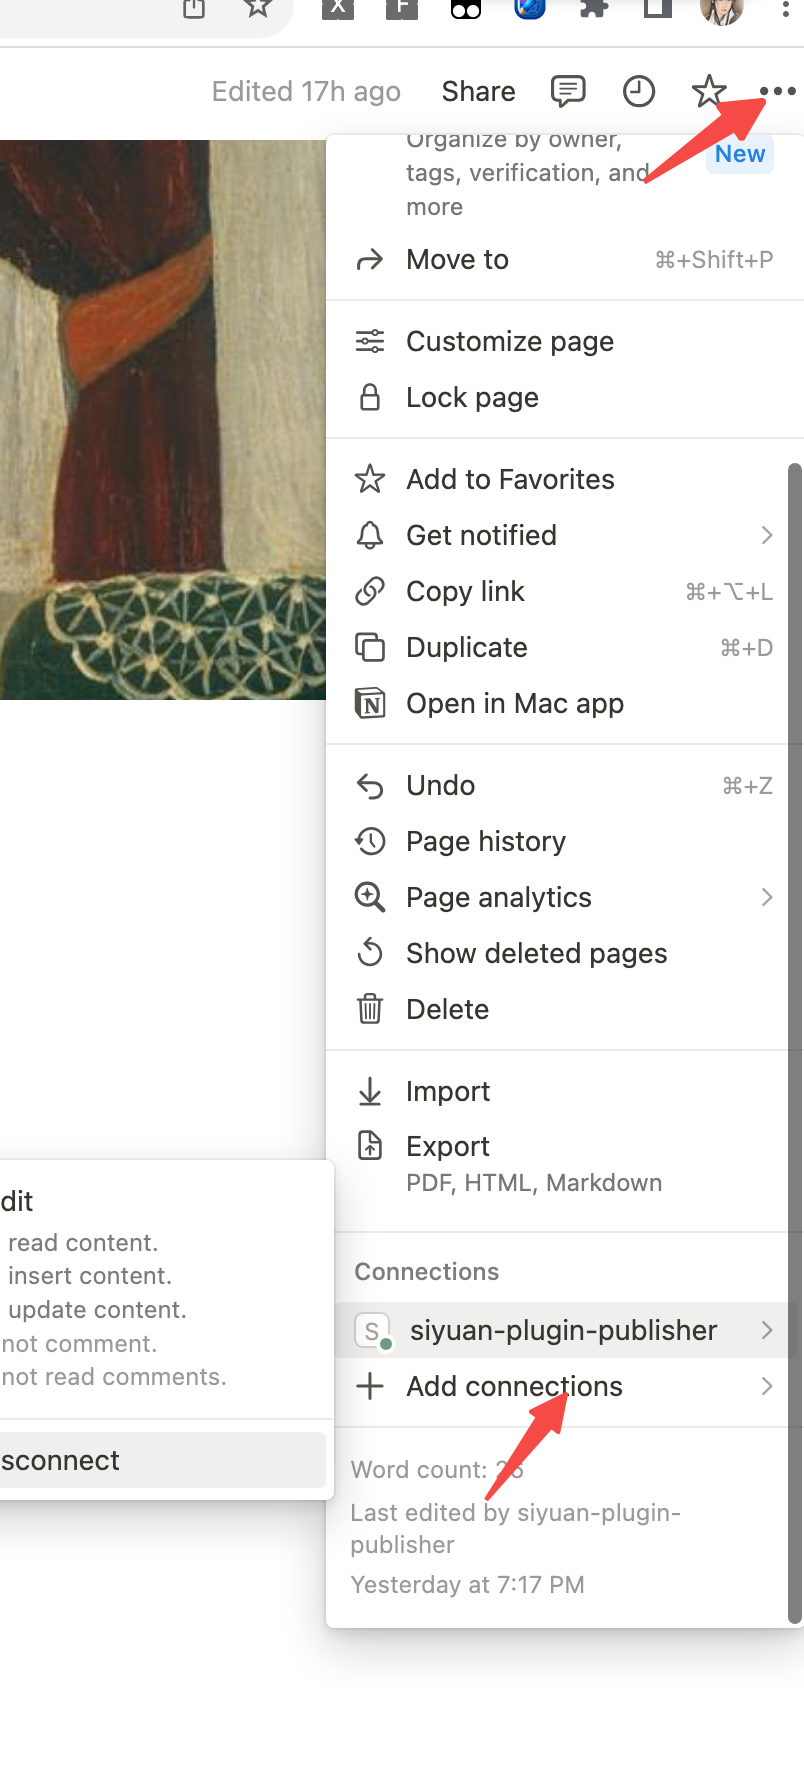 X
F
Edited 17h ago
Share
Organize by owner,
tags, verification, and
more
New
Move to
⌘+Shift+P
Customize page
Lock page
Add to Favorites
Get notified
Copy link
⌘+⌥+L
Duplicate
⌘+D
Open in Mac app
Undo
⌘+Z
Page history
Page analytics
Show deleted pages
Delete
Import
Export
PDF, HTML, Markdown
dit
read content.
insert content.
update content.
not comment.
not read comments.
sconnect
Connections
S
siyuan-plugin-publisher
Add connections
Word count:
Last edited by siyuan-plugin-
publisher
Yesterday at 7:17 PM